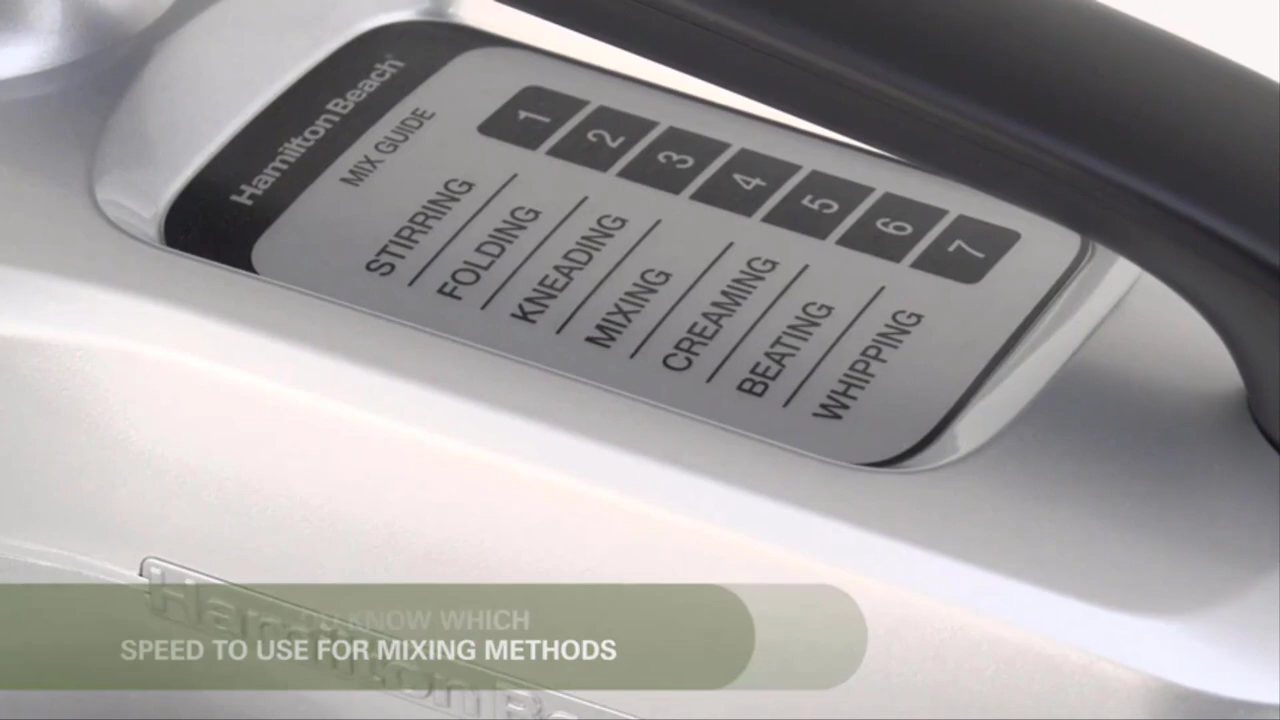 HamiltonBeach
MIX GUIDE
1 STIRRING
2 FOLDING
3 KNEADING
4 MIXING
5 CREAMING
6 BEATING
7 WHIPPING
Hamilton
KNOW WHICH
SPEED TO USE FOR MIXING METHODS